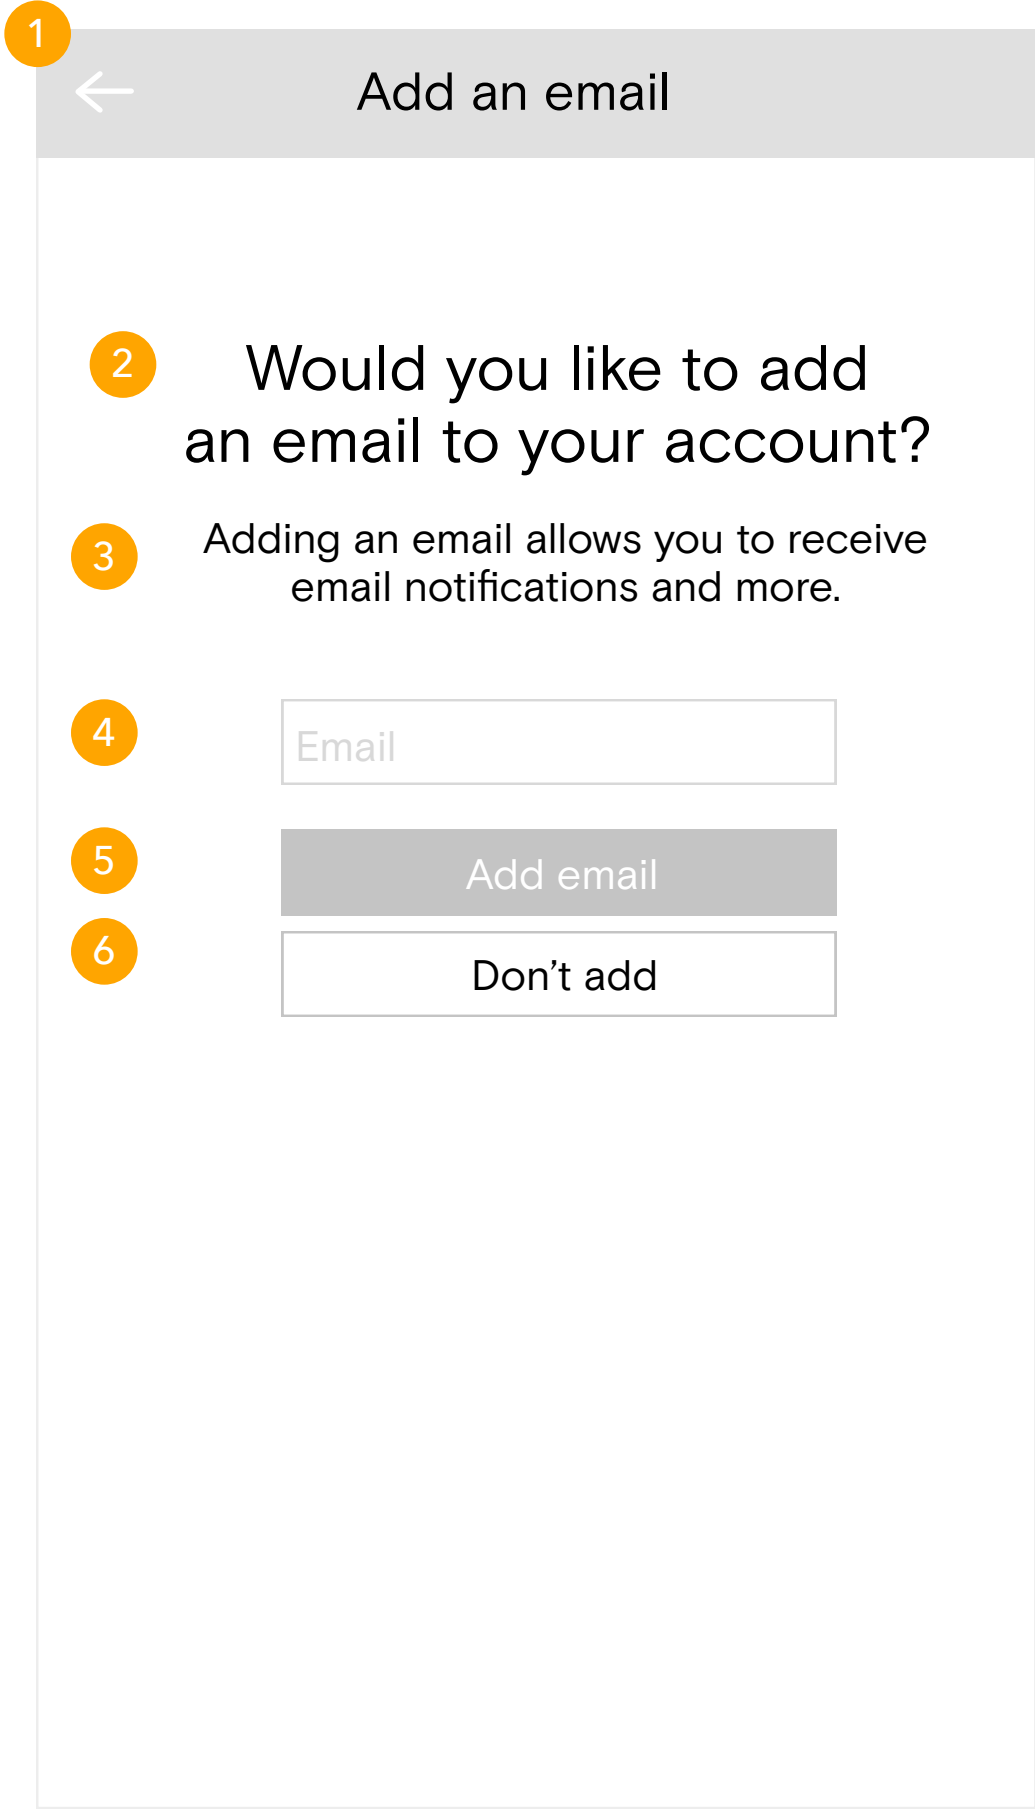 1
Add an email
2
Would you like to add
an email to your account?
3
Adding an email allows you to receive
email notifications and more.
4
Email
5
Add email
6
Don’t add